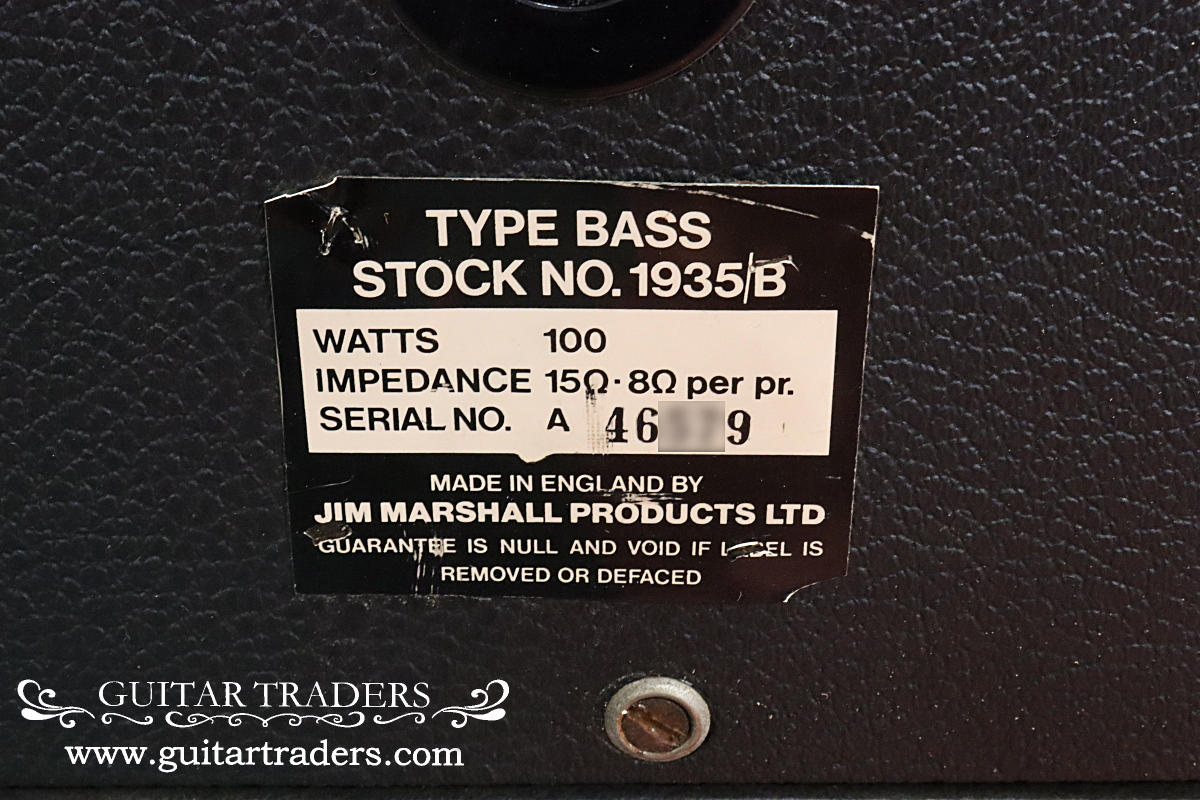 TYPE BASS
STOCK NO. 1935/B
WATTS 100
IMPEDANCE 15Ω·8Ω per pr.
SERIAL NO. A 46 9
MADE IN ENGLAND BY
JIM MARSHALL PRODUCTS LTD
GUARANTEE IS NULL AND VOID IF LABEL IS
REMOVED OR DEFACED
GUITAR TRADERS
www.guitartraders.com